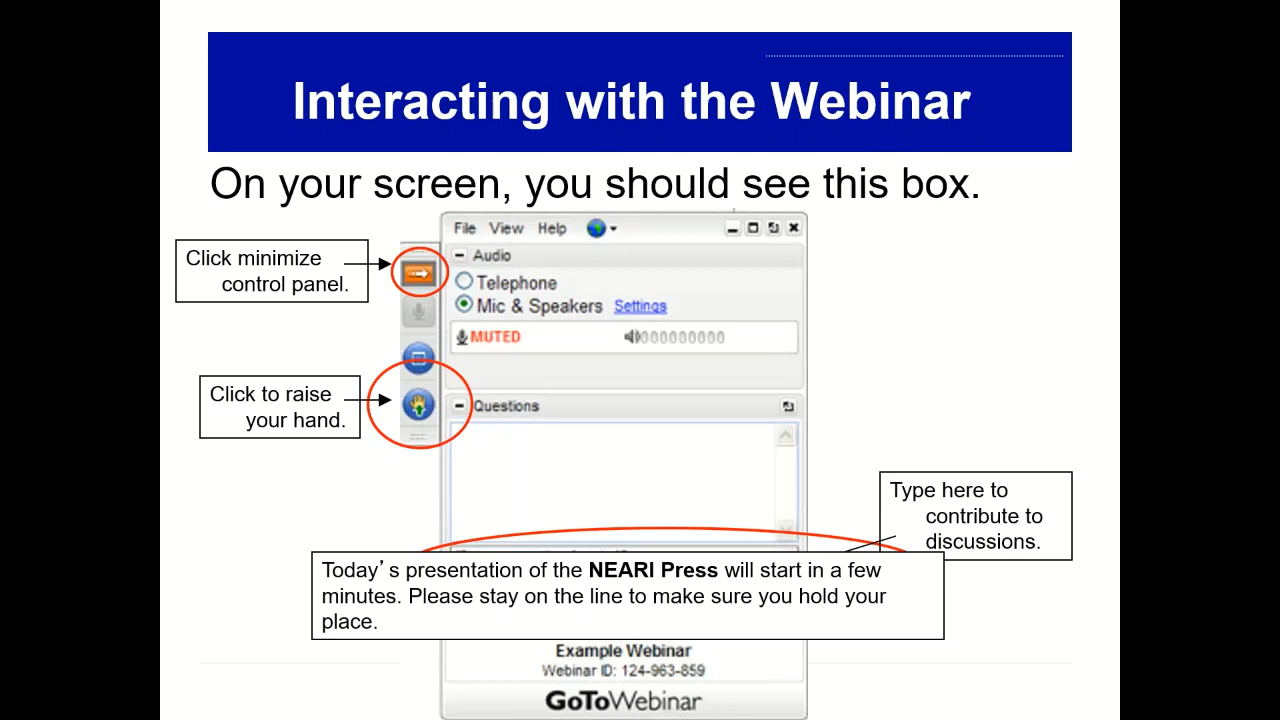 Interacting with the Webinar
On your screen, you should see this box.
File View Help
Click minimize
control panel.
Audio
Telephone
Mic & Speakers Settings
MUTED
000000000
Click to raise
your hand.
Questions
Type here to
contribute to
discussions.
Today's presentation of the NEARI Press will start in a few
minutes. Please stay on the line to make sure you hold your
place.
Example Webinar
Webinar ID: 124-963-859
GoToWebinar